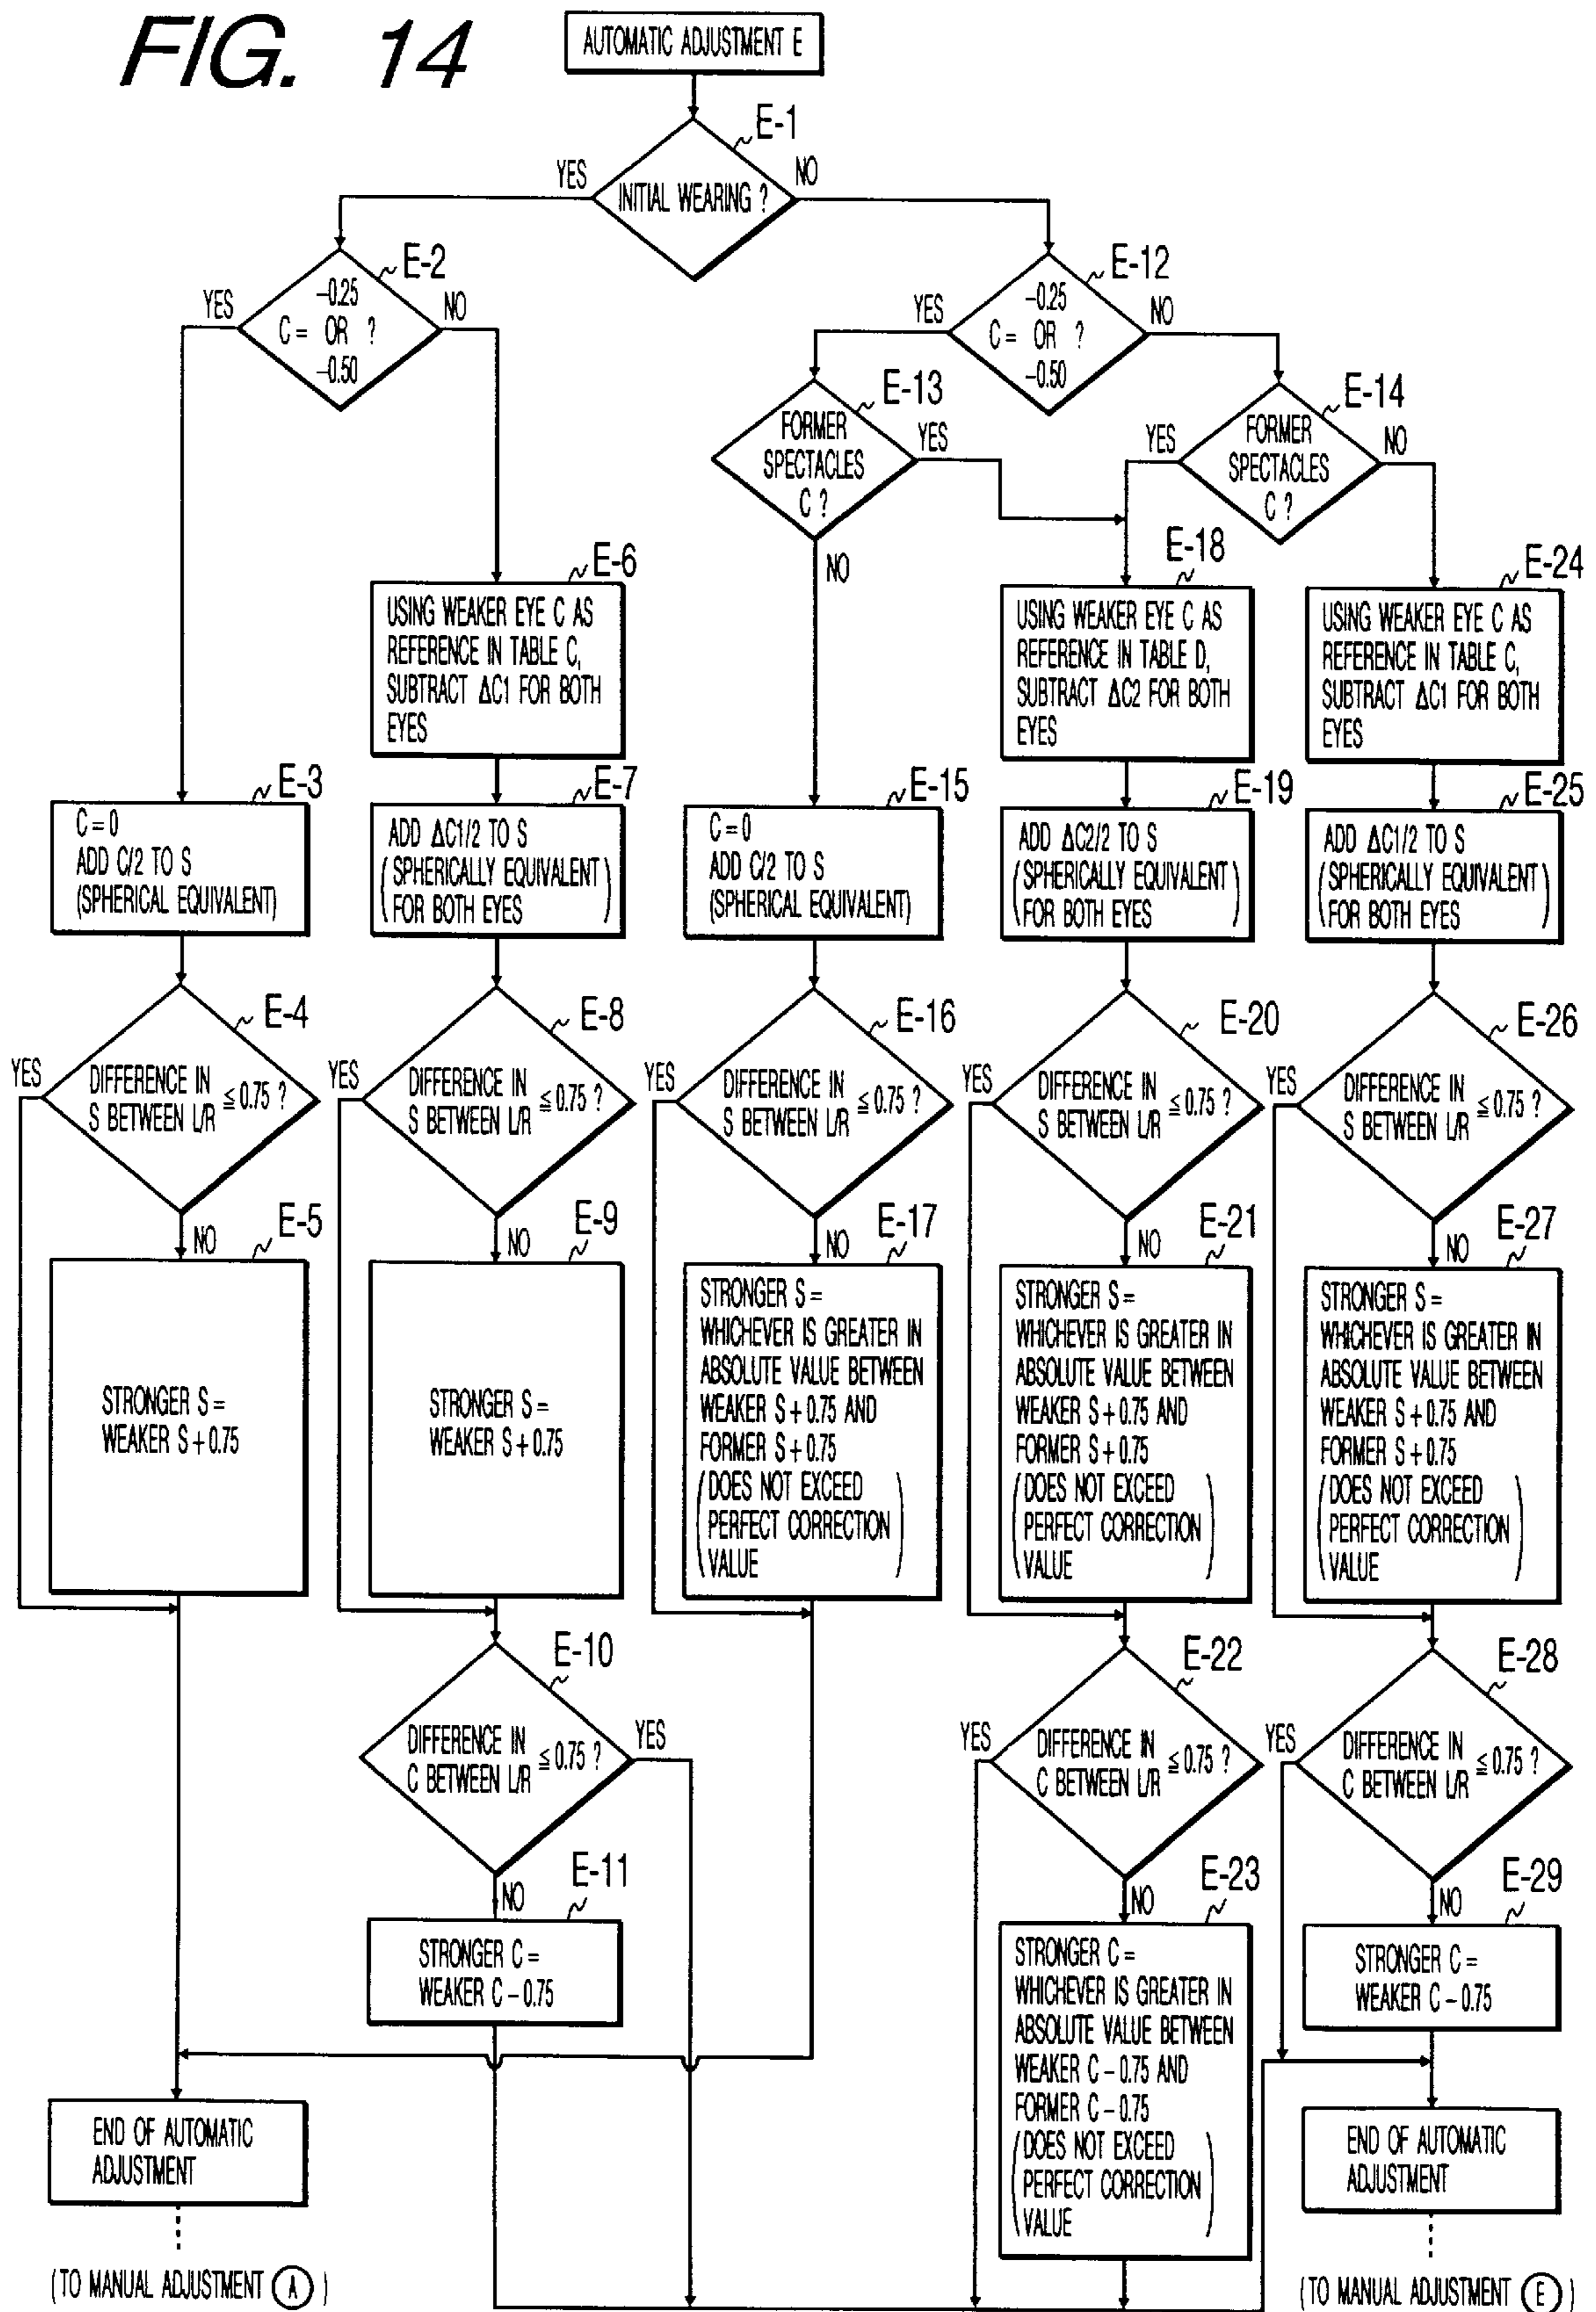 FIG. 14
AUTOMATIC ADJUSTMENT E
E-1
YES
NO
INITIAL WEARING ?
E-2
YES
NO
-0.25
C = OR ?
-0.50
E-12
YES
NO
-0.25
C = OR ?
-0.50
E-13
FORMER
SPECTACLES
C ?
YES
NO
E-14
YES
FORMER
SPECTACLES
C ?
NO
E-6
USING WEAKER EYE C AS
REFERENCE IN TABLE C,
SUBTRACT ΔC1 FOR BOTH
EYES
E-18
USING WEAKER EYE C AS
REFERENCE IN TABLE D,
SUBTRACT ΔC2 FOR BOTH
EYES
E-24
USING WEAKER EYE C AS
REFERENCE IN TABLE C,
SUBTRACT ΔC1 FOR BOTH
EYES
E-3
C = 0
ADD C/2 TO S
(SPHERICAL EQUIVALENT)
E-7
ADD ΔC1/2 TO S
(SPHERICALLY EQUIVALENT
FOR BOTH EYES)
E-15
C = 0
ADD C/2 TO S
(SPHERICAL EQUIVALENT)
E-19
ADD ΔC2/2 TO S
(SPHERICALLY EQUIVALENT
FOR BOTH EYES)
E-25
ADD ΔC1/2 TO S
(SPHERICALLY EQUIVALENT
FOR BOTH EYES)
E-4
YES
DIFFERENCE IN
S BETWEEN L/R ≦ 0.75 ?
NO
E-8
YES
DIFFERENCE IN
S BETWEEN L/R ≦ 0.75 ?
NO
E-16
YES
DIFFERENCE IN
S BETWEEN L/R ≦ 0.75 ?
NO
E-20
YES
DIFFERENCE IN
S BETWEEN L/R ≦ 0.75 ?
NO
E-26
YES
DIFFERENCE IN
S BETWEEN L/R ≦ 0.75 ?
NO
E-5
STRONGER S =
WEAKER S + 0.75
E-9
STRONGER S =
WEAKER S + 0.75
E-17
STRONGER S =
WHICHEVER IS GREATER IN
ABSOLUTE VALUE BETWEEN
WEAKER S + 0.75 AND
FORMER S + 0.75
(DOES NOT EXCEED
PERFECT CORRECTION
VALUE)
E-21
STRONGER S =
WHICHEVER IS GREATER IN
ABSOLUTE VALUE BETWEEN
WEAKER S + 0.75 AND
FORMER S + 0.75
(DOES NOT EXCEED
PERFECT CORRECTION
VALUE)
E-27
STRONGER S =
WHICHEVER IS GREATER IN
ABSOLUTE VALUE BETWEEN
WEAKER S + 0.75 AND
FORMER S + 0.75
(DOES NOT EXCEED
PERFECT CORRECTION
VALUE)
E-10
DIFFERENCE IN
C BETWEEN L/R ≦ 0.75 ?
YES
NO
E-22
YES
DIFFERENCE IN
C BETWEEN L/R ≦ 0.75 ?
NO
E-28
YES
DIFFERENCE IN
C BETWEEN L/R ≦ 0.75 ?
NO
E-11
STRONGER C =
WEAKER C - 0.75
E-23
STRONGER C =
WHICHEVER IS GREATER IN
ABSOLUTE VALUE BETWEEN
WEAKER C - 0.75 AND
FORMER C - 0.75
(DOES NOT EXCEED
PERFECT CORRECTION
VALUE)
E-29
STRONGER C =
WEAKER C - 0.75
END OF AUTOMATIC
ADJUSTMENT
(TO MANUAL ADJUSTMENT A)
END OF AUTOMATIC
ADJUSTMENT
(TO MANUAL ADJUSTMENT E)